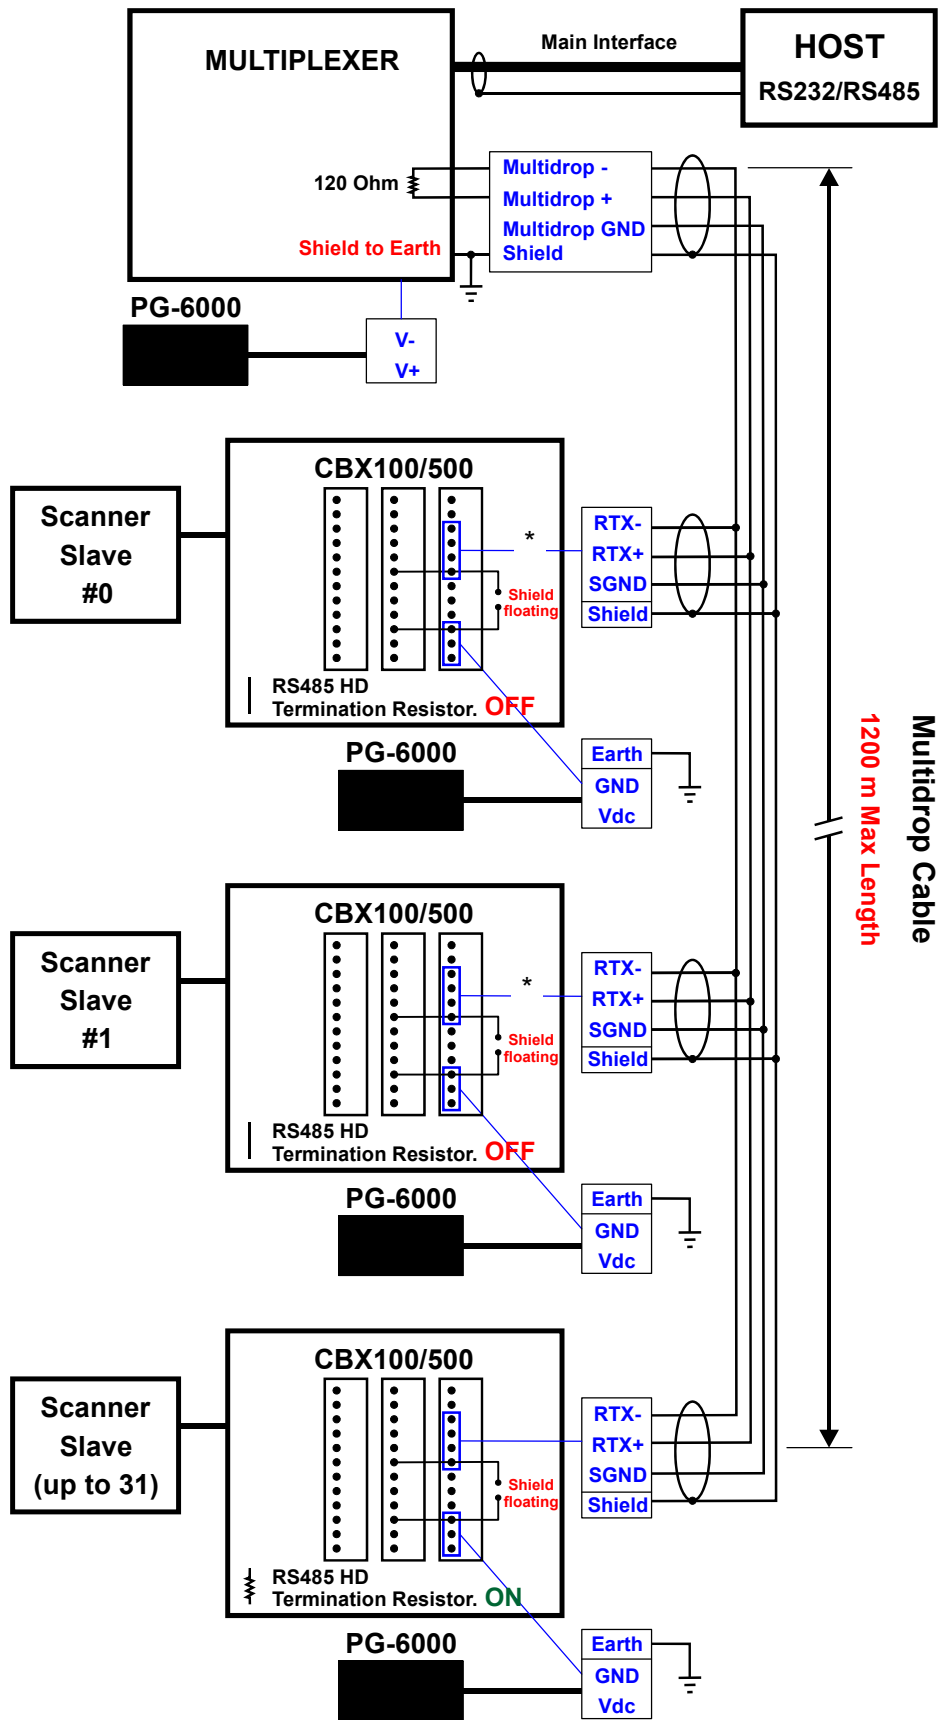 MULTIPLEXER
Main Interface
HOST
RS232/RS485
120 Ohm
Multidrop -
Multidrop +
Multidrop GND
Shield to Earth
Shield
PG-6000
V-
V+
CBX100/500
Scanner
Slave
#0
*
RTX-
RTX+
SGND
Shield
Shield
floating
RS485 HD
Termination Resistor. OFF
PG-6000
Earth
GND
Vdc
Multidrop Cable
1200 m Max Length
CBX100/500
Scanner
Slave
#1
*
RTX-
RTX+
SGND
Shield
Shield
floating
RS485 HD
Termination Resistor. OFF
PG-6000
Earth
GND
Vdc
CBX100/500
Scanner
Slave
(up to 31)
RTX-
RTX+
SGND
Shield
Shield
floating
RS485 HD
Termination Resistor. ON
PG-6000
Earth
GND
Vdc